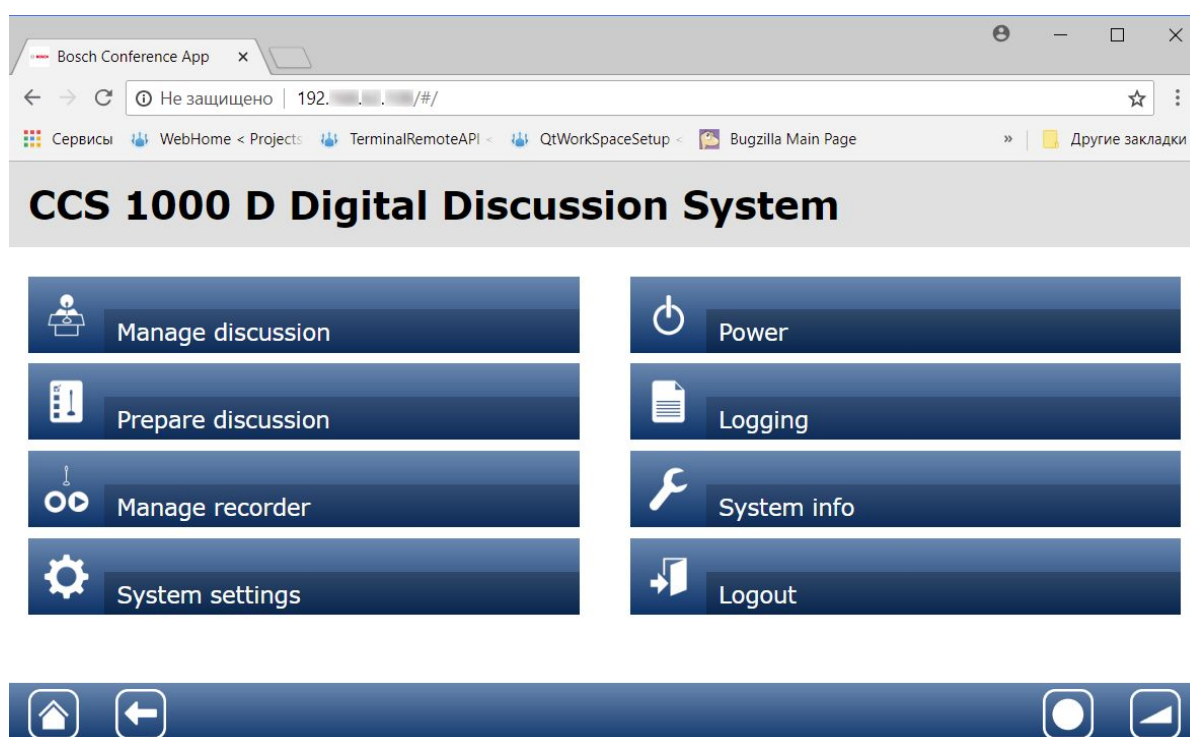 Bosch Conference App
Не защищено | 192. . . /#/
Сервисы WebHome < Projects TerminalRemoteAPI < QtWorkSpaceSetup < Bugzilla Main Page » Другие закладки
CCS 1000 D Digital Discussion System
Manage discussion
Power
Prepare discussion
Logging
Manage recorder
System info
System settings
Logout